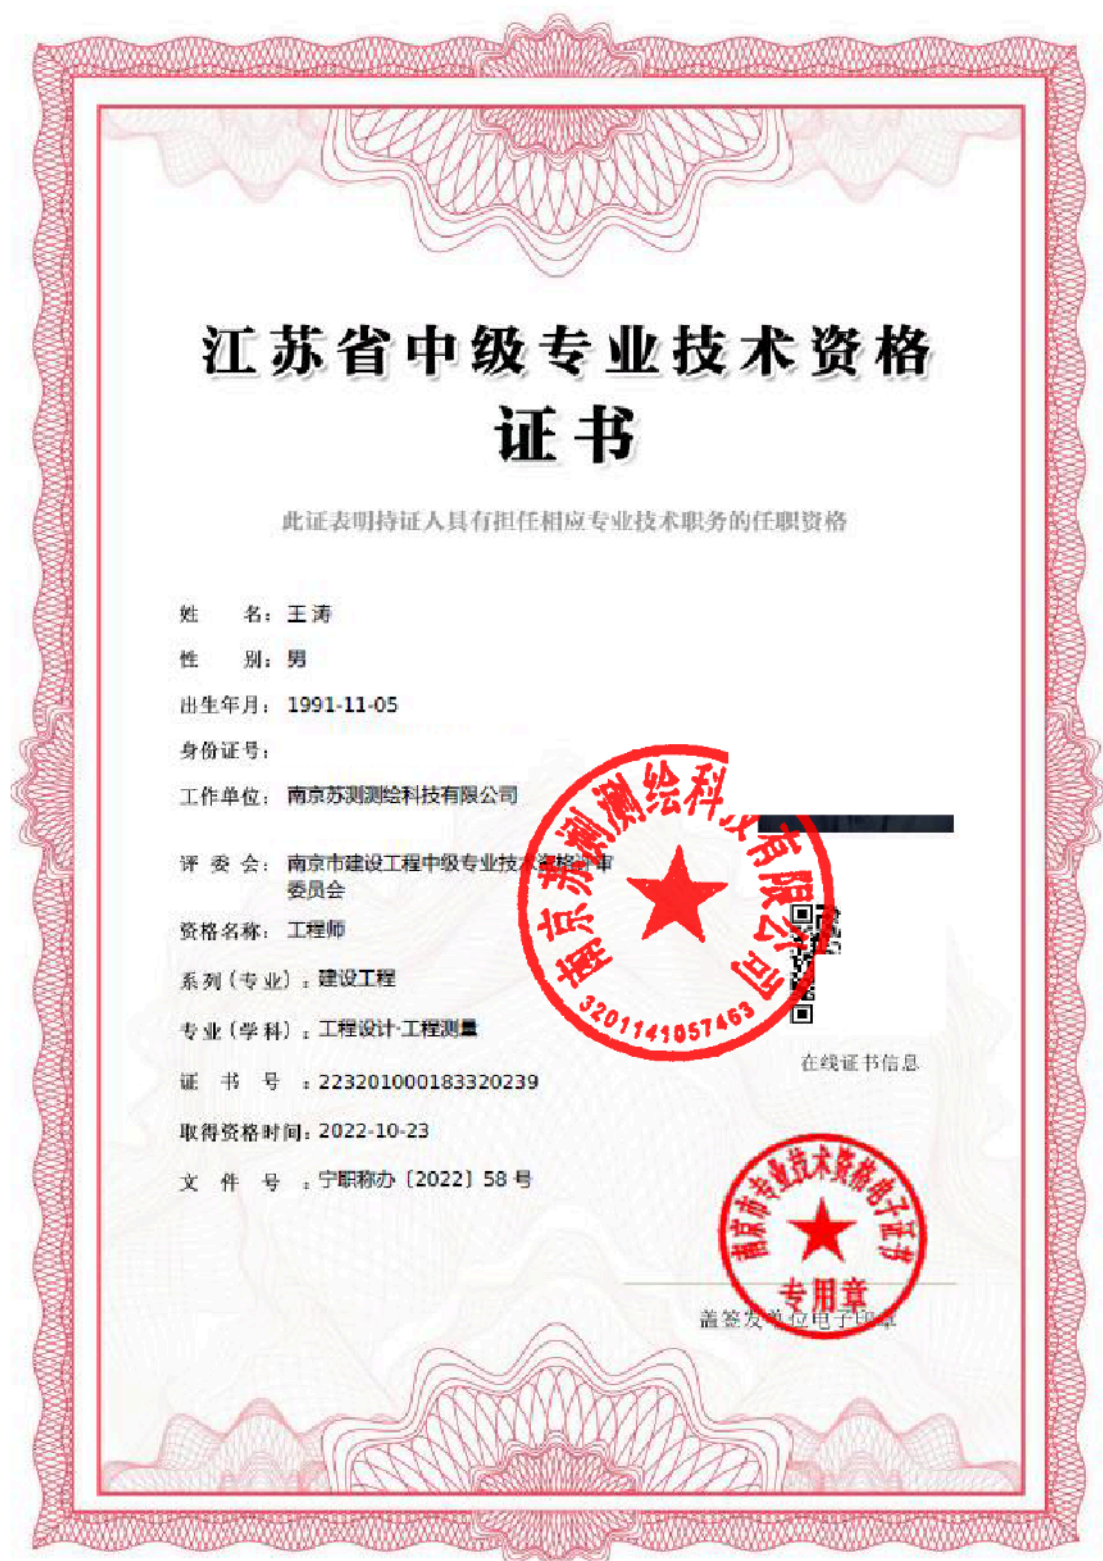 江苏省中级专业技术资格
证书
此证表明持证人具有担任相应专业技术职务的任职资格
姓 名：王涛
性 别：男
出生年月：1991-11-05
身份证号：
工作单位：南京苏测测绘科技有限公司
评 委 会：南京市建设工程中级专业技术资格评审
委员会
资格名称：工程师
系列（专业）：建设工程
专业（学科）：工程设计·工程测量
证 书 号：223201000183320239
取得资格时间：2022-10-23
文 件 号：宁职称办〔2022〕58 号
南京苏测测绘科技有限公司
3201141057463
在线证书信息
南京市专业技术资格电子证书
专用章
盖签发单位电子印章